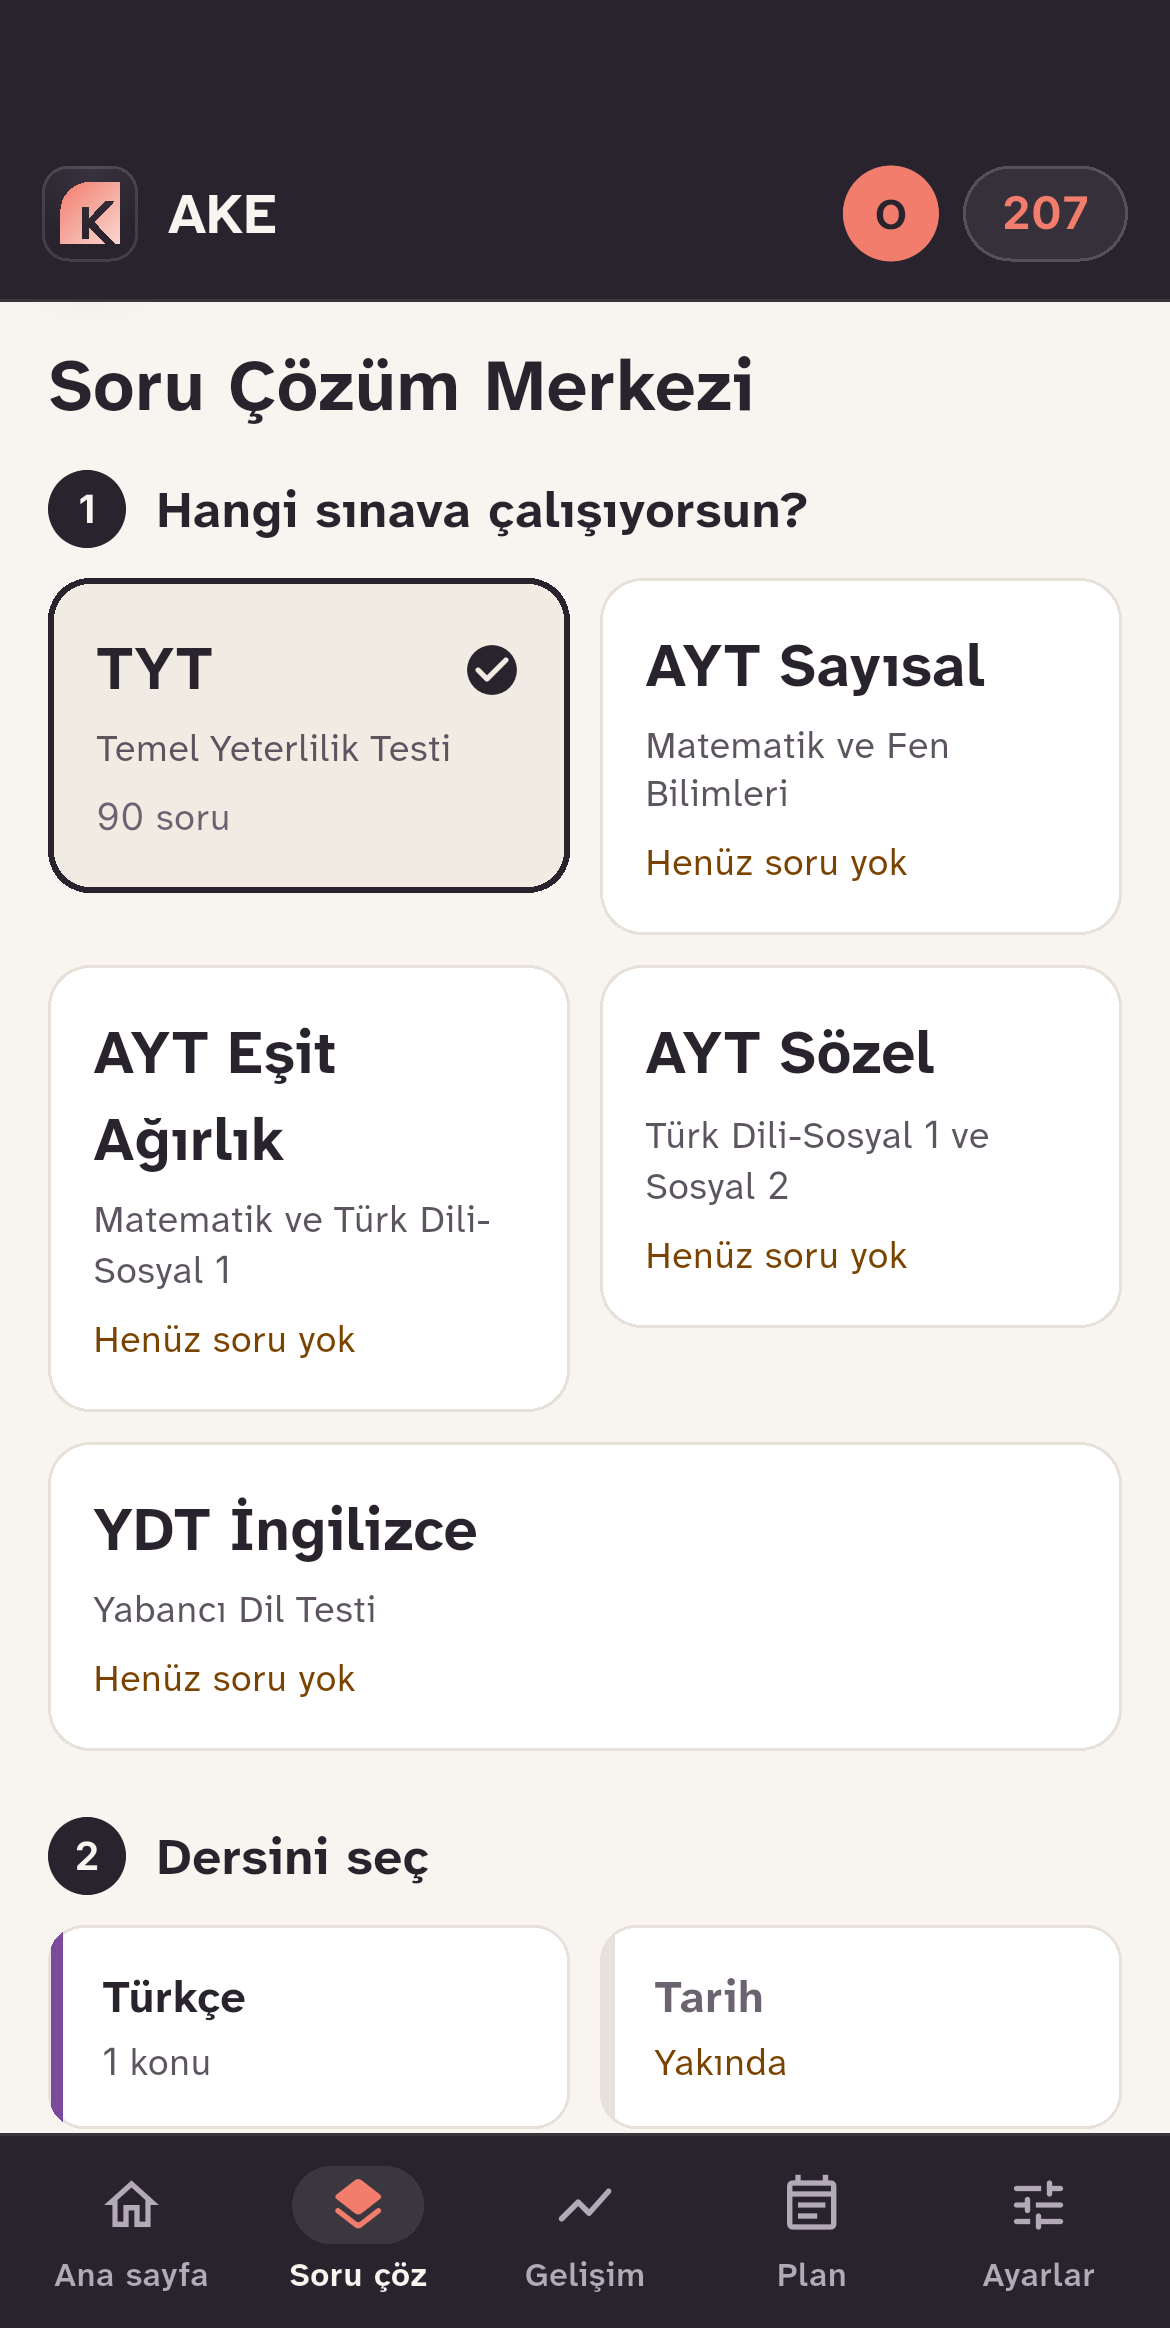 K
AKE
O
207
Soru Çözüm Merkezi
1
Hangi sınava çalışıyorsun?
TYT
Temel Yeterlilik Testi
90 soru
AYT Sayısal
Matematik ve Fen
Bilimleri
Henüz soru yok
AYT Eşit
Ağırlık
Matematik ve Türk Dili-
Sosyal 1
Henüz soru yok
AYT Sözel
Türk Dili-Sosyal 1 ve
Sosyal 2
Henüz soru yok
YDT İngilizce
Yabancı Dil Testi
Henüz soru yok
2
Dersini seç
Türkçe
1 konu
Tarih
Yakında
Ana sayfa
Soru çöz
Gelişim
Plan
Ayarlar